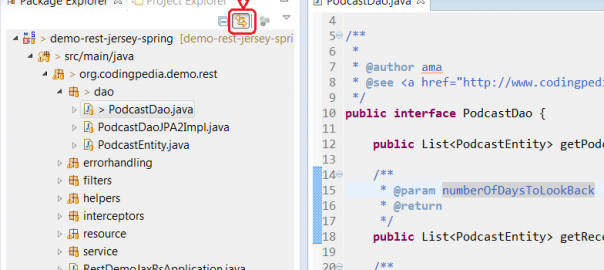 Package Explorer
Project Explorer
demo-rest-jersey-spring [demo-rest-jersey-spri
src/main/java
> org.codingpedia.demo.rest
> dao
> PodcastDao.java
PodcastDaoJPA2Impl.java
PodcastEntity.java
errorhandling
filters
helpers
interceptors
resource
service
RestDemoJaxRsApplication.java
PodcastDao.java
4
5 /**
6 *
7 * @author ama
8 * @see <a href="http://www.codingped
9 */
10 public interface PodcastDao {
11
12 public List<PodcastEntity> getPodc
13
14 /**
15 * @param numberOfDaysToLookBack
16 * @return
17 */
18 public List<PodcastEntity> getRece
19
20 /**